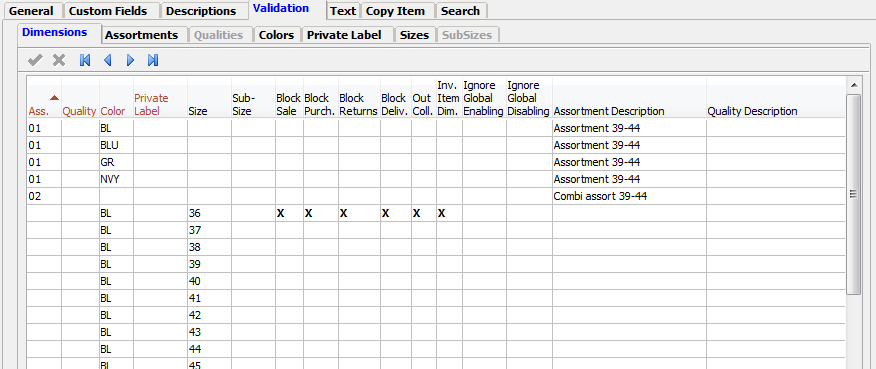 General Custom Fields Descriptions Validation Text Copy Item Search
Dimensions Assortments Qualities Colors Private Label Sizes SubSizes
Ass. Quality Color Private Label Size Sub-Size Block Sale Block Purch. Block Returns Block Deliv. Out Coll. Inv. Item Dim. Ignore Global Enabling Ignore Global Disabling Assortment Description Quality Description
01 BL Assortment 39-44
01 BLU Assortment 39-44
01 GR Assortment 39-44
01 NVY Assortment 39-44
02 Combi assort 39-44
BL 36 X X X X X X
BL 37
BL 38
BL 39
BL 40
BL 41
BL 42
BL 43
BL 44
BL 45